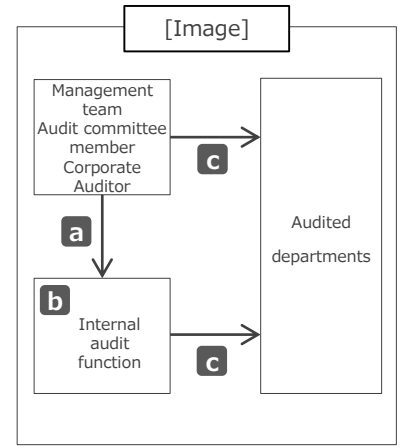 [Image]
Management
team
Audit committee
member
Corporate
Auditor
c
a
Audited
departments
b
Internal
audit
function
c